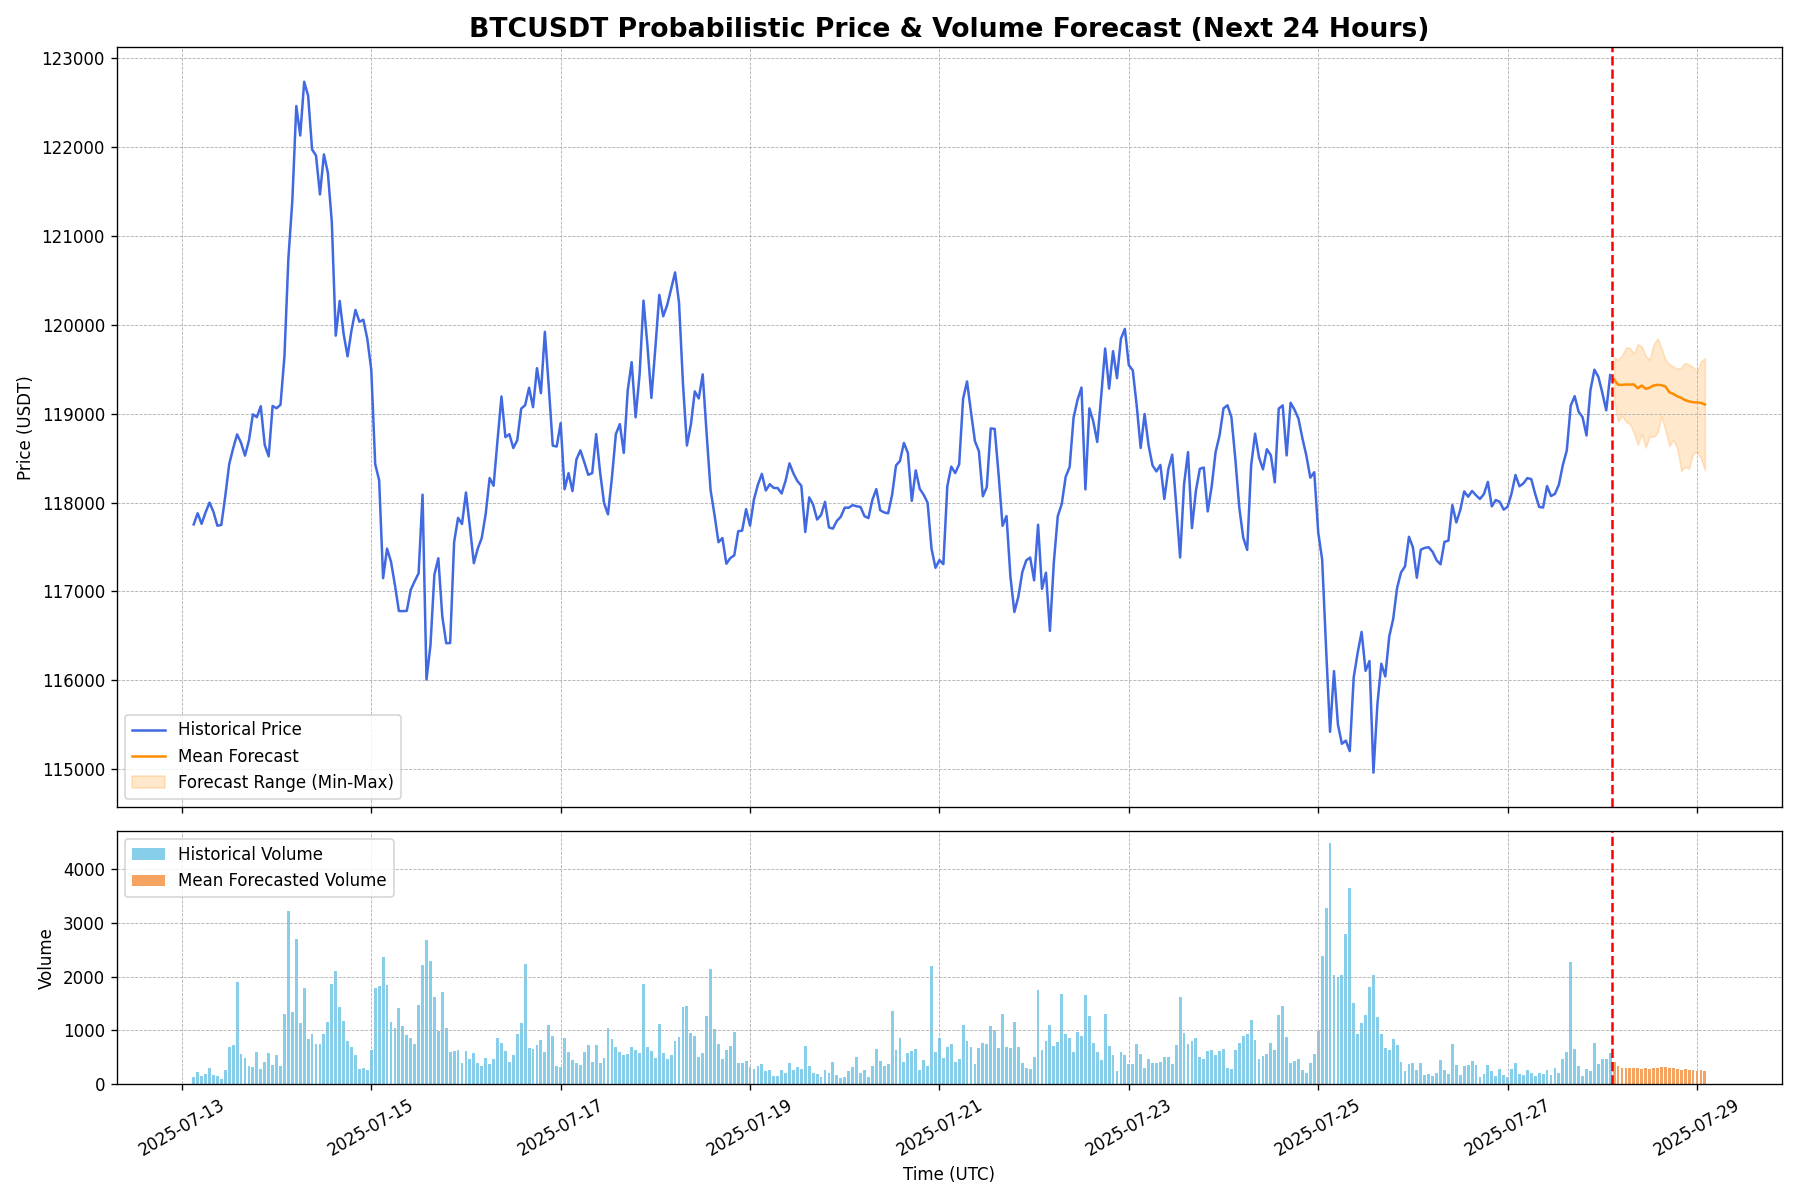 BTCUSDT Probabilistic Price & Volume Forecast (Next 24 Hours)
123000
122000
121000
120000
119000
118000
117000
116000
115000
Price (USDT)
Historical Price
Mean Forecast
Forecast Range (Min-Max)
4000
3000
2000
1000
0
Volume
Historical Volume
Mean Forecasted Volume
2025-07-13
2025-07-15
2025-07-17
2025-07-19
2025-07-21
2025-07-23
2025-07-25
2025-07-27
2025-07-29
Time (UTC)